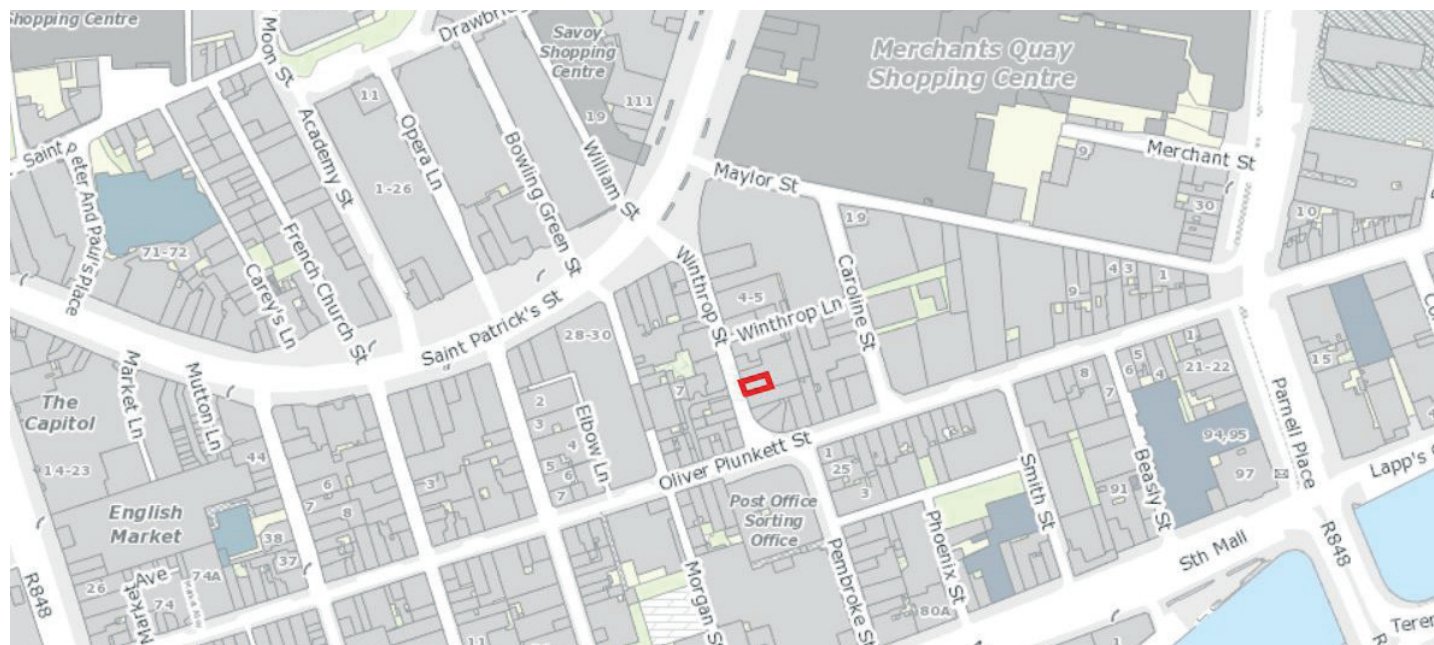 Shopping Centre
Moon St
Drawbri
Savoy
Shopping
Centre
Merchants Quay
Shopping Centre
11
111
19
Saint Peter And Paul's Place
Academy St
Opera Ln
Bowling Green St
William St
1-26
Maylor St
9
Merchant St
30
10
71-72
Carey's Ln
French Church St
19
Winthrop St
Caroline St
4-5
Winthrop Ln
9
4
3
1
Saint Patrick's St
28-30
Market Ln
Mutton Ln
The
Capitol
14-23
44
2
3
4
5
6
7
Elbow Ln
7
Oliver Plunkett St
1
25
3
8
7
5
6
4
1
21-22
15
Parnell Place
94,95
97
91
Beasly St
Smith St
Lapp's
6
7
8
3
English
Market
38
37
Post Office
Sorting
Office
Phoenix St
Pembroke St
Morgan St
Sth Mall
R848
R848
26
Market Ave
74A
74
11
80A
1
Teren